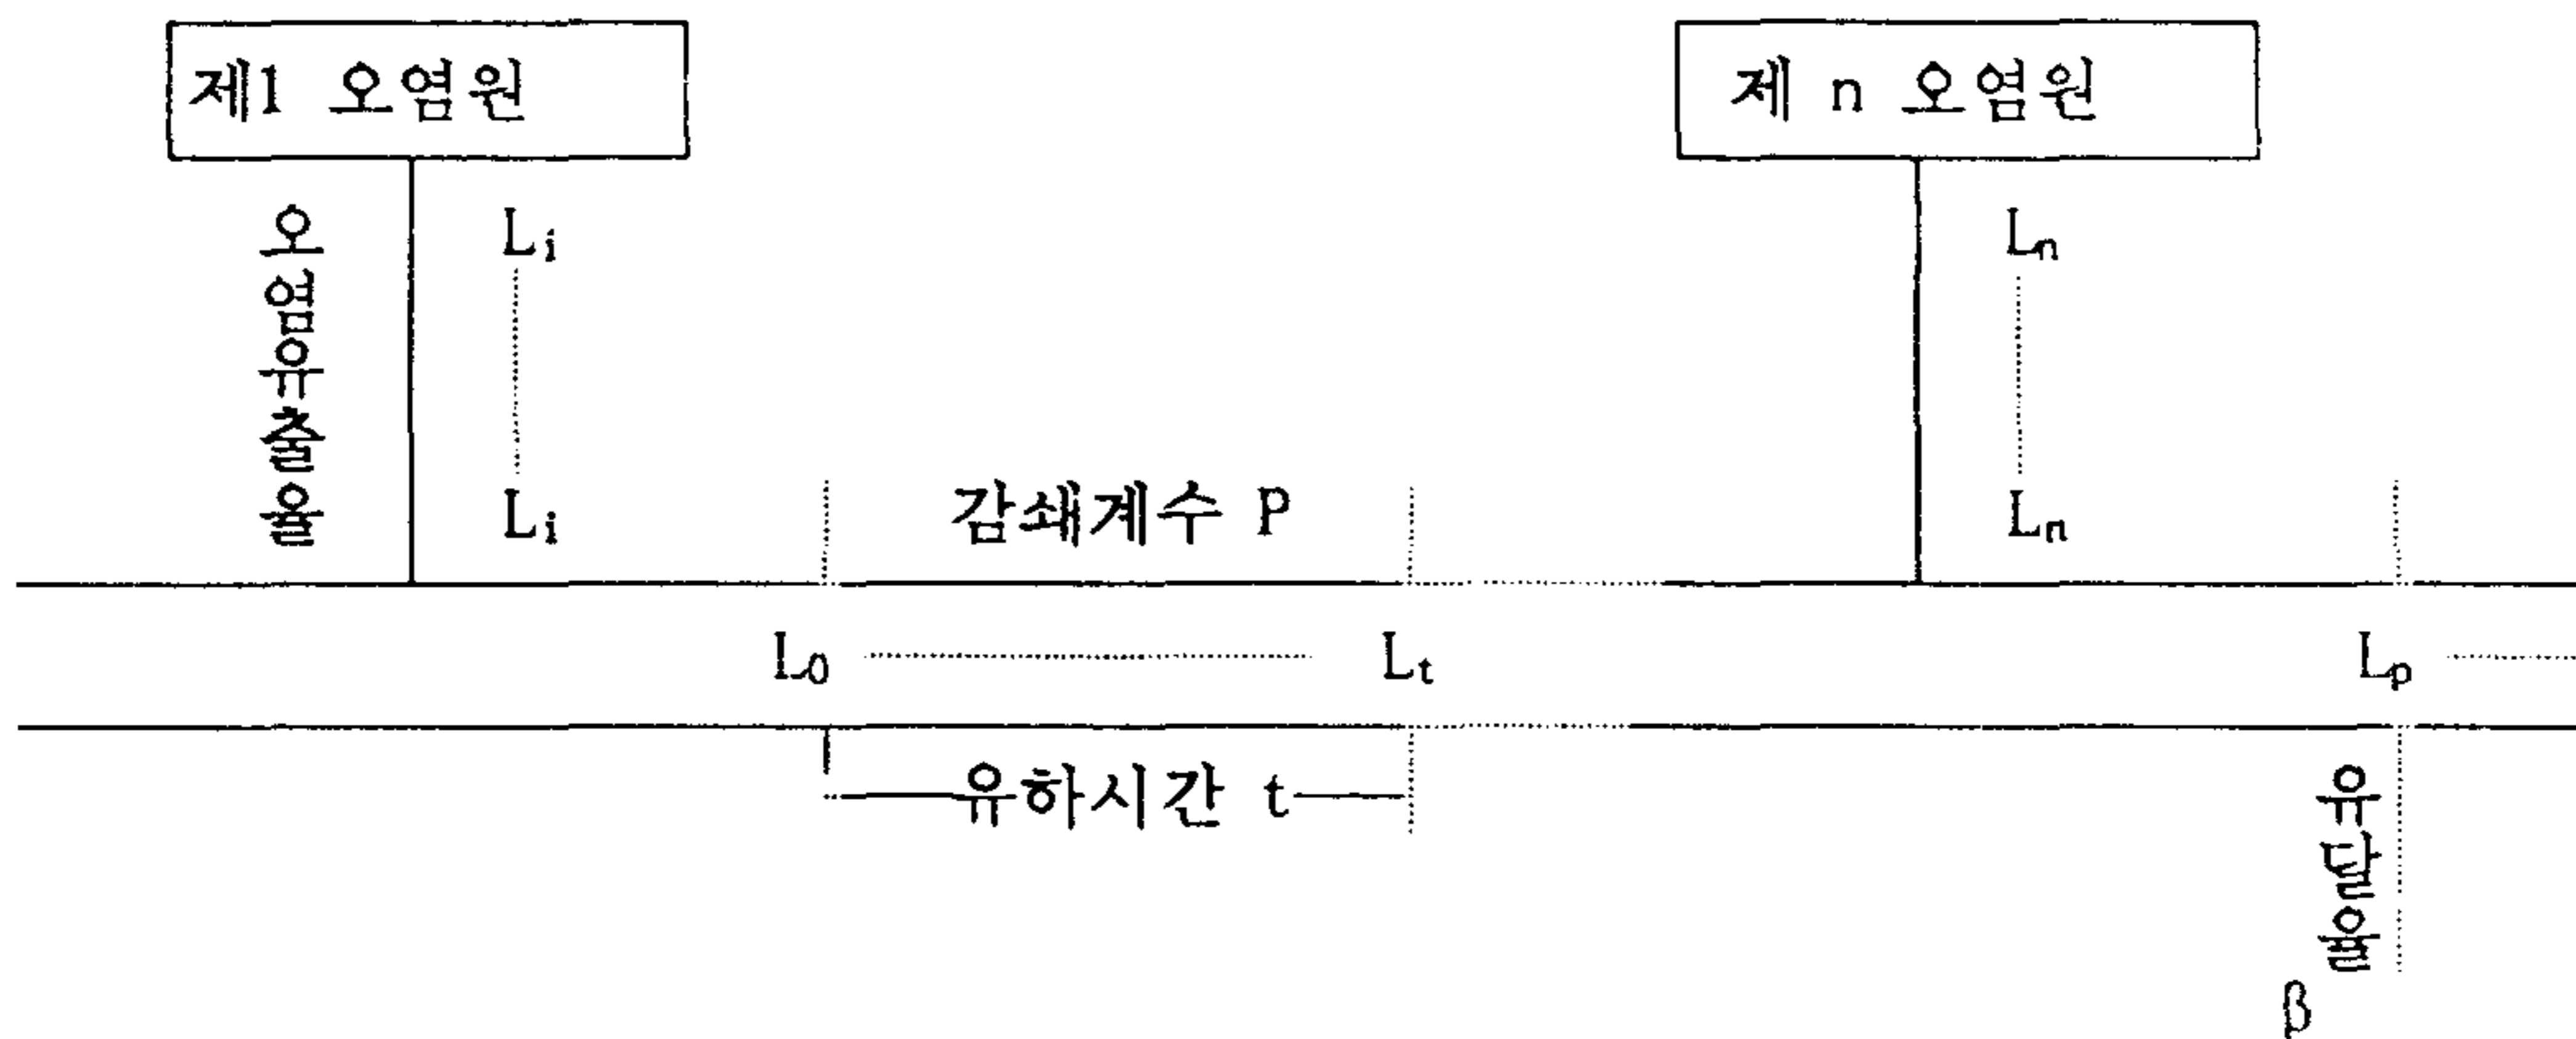 제1 오염원
제 n 오염원
오염유출율
Li
Li
Ln
Ln
감쇄계수 P
L0
Lt
Lp
유하시간 t
유달율
β